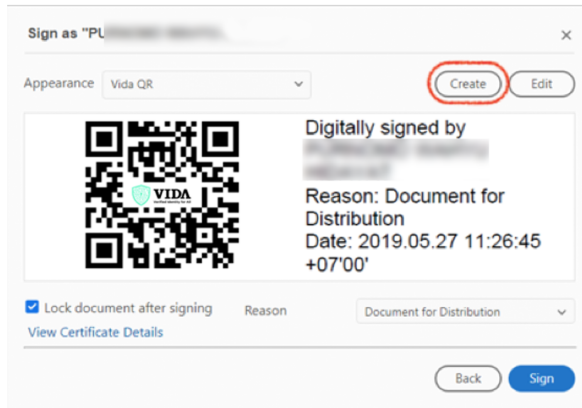 Sign as "PU
Appearance Vida QR Create Edit
VIDA
Digitally signed by
Reason: Document for
Distribution
Date: 2019.05.27 11:26:45
+07'00'
Lock document after signing Reason Document for Distribution
View Certificate Details
Back Sign